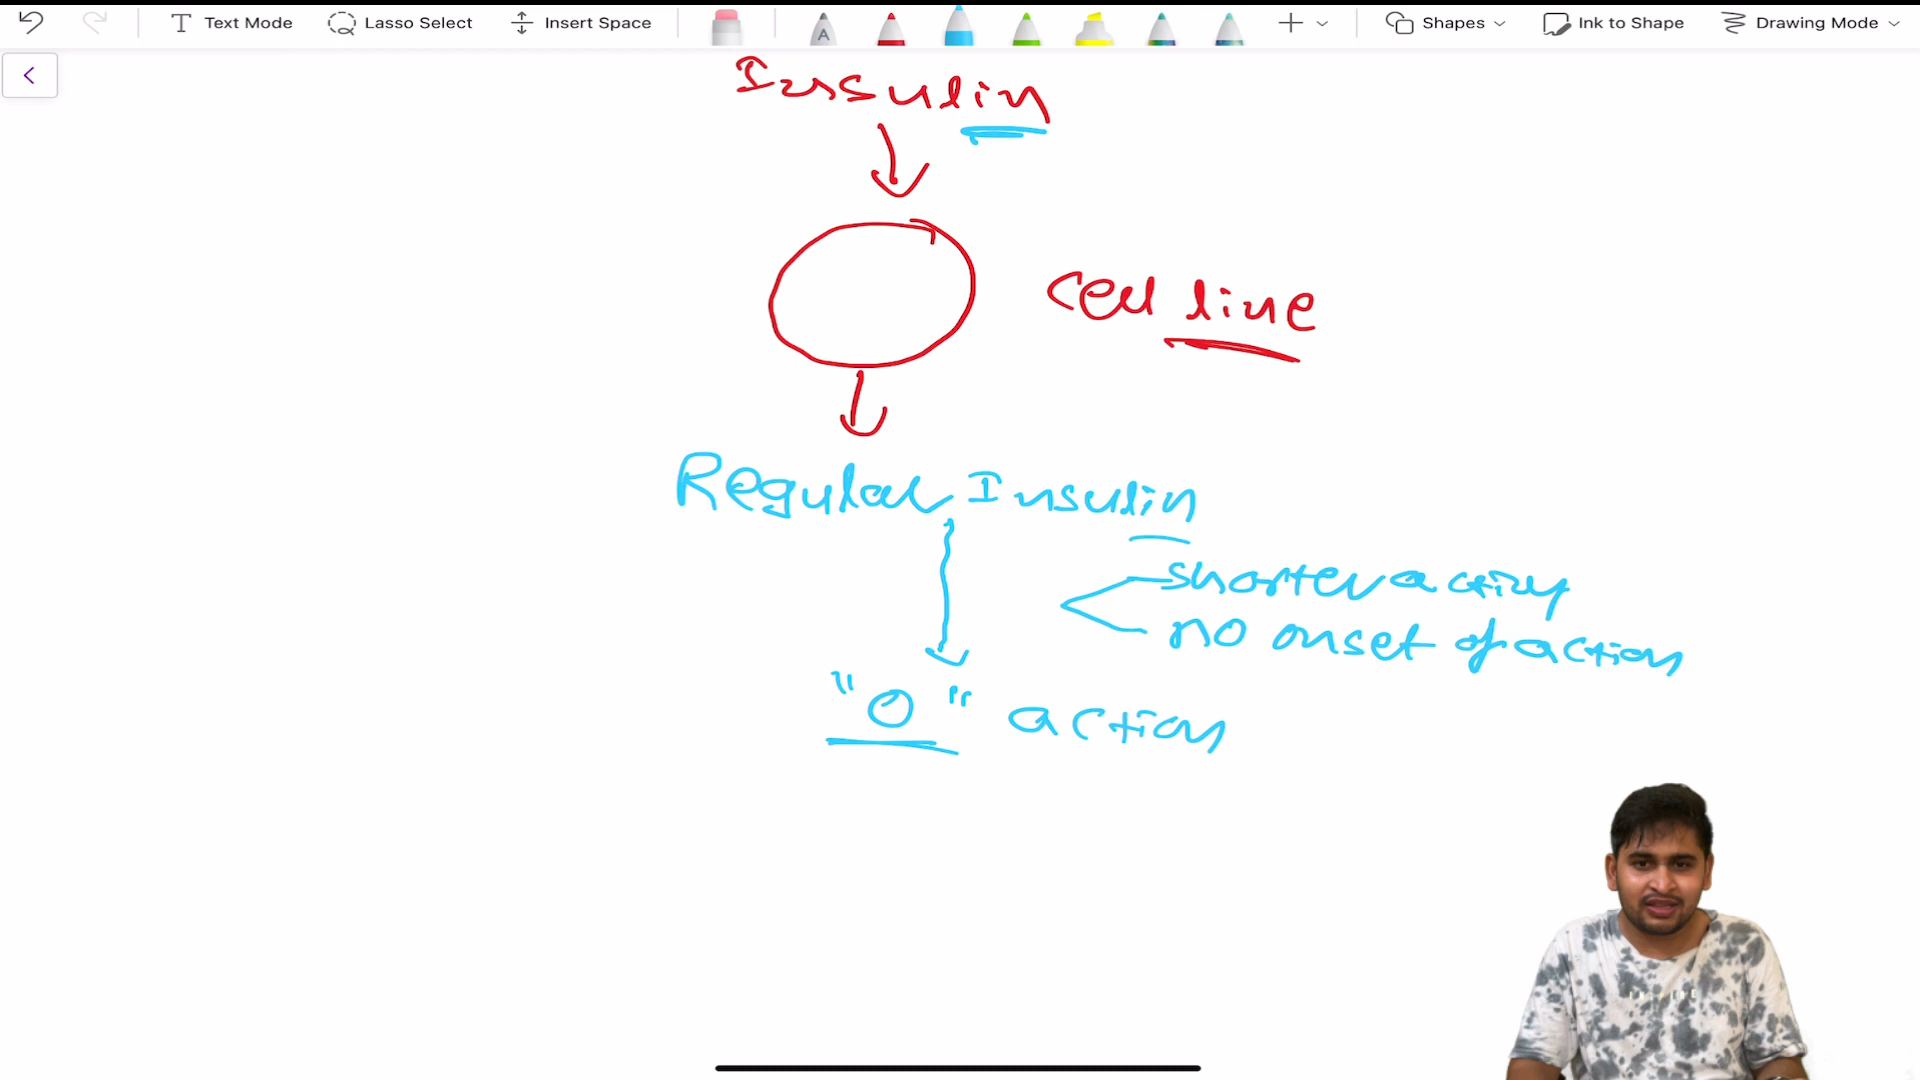 Text Mode Lasso Select Insert Space A Shapes Ink to Shape Drawing Mode
Insulin
Cell line
Regular Insulin
shorter acting
no onset of action
"0" action